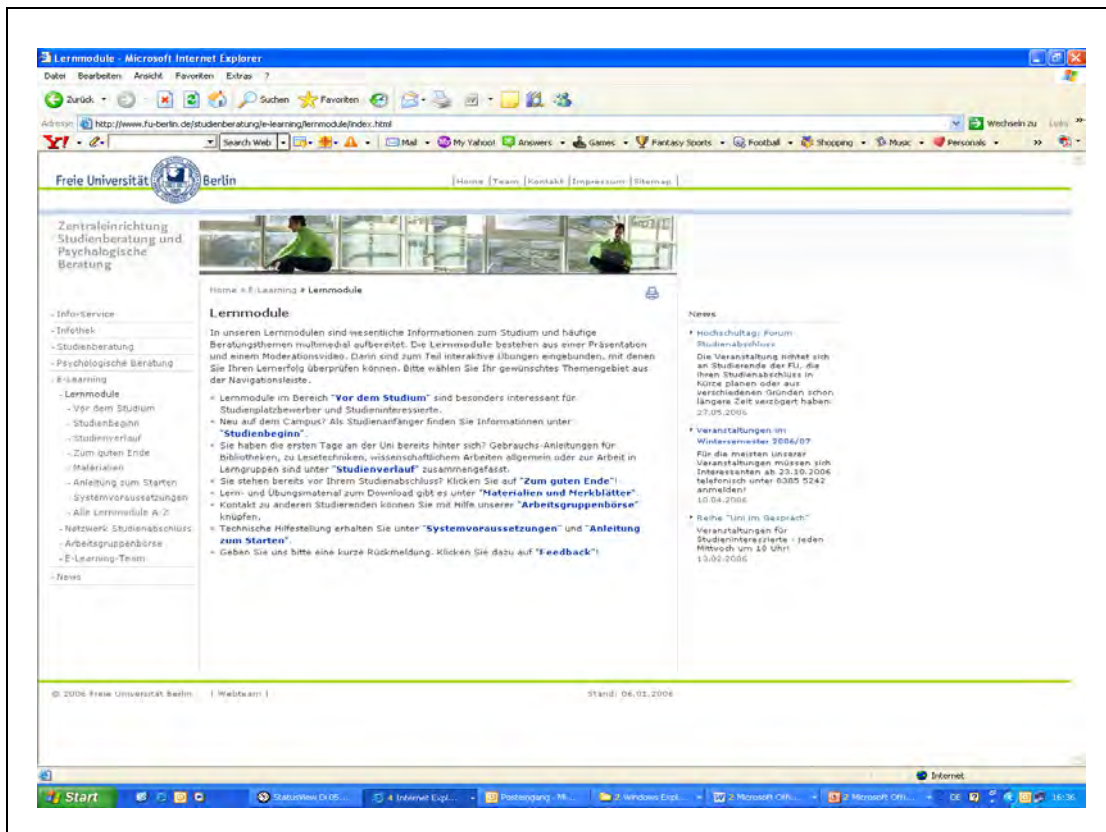 Lernmodule - Microsoft Internet Explorer
Datei Bearbeiten Ansicht Favoriten Extras ?
Zurück Suchen Favoriten
Adresse http://www.fu-berlin.de/studienberatung/e-learning/lernmodule/index.html Wechseln zu Links »
Y! Search Web Mail My Yahoo! Answers Games Fantasy Sports Football Shopping Music Personals »
Freie Universität Berlin
|Home |Team |Kontakt |Impressum |Sitemap |
Zentraleinrichtung
Studienberatung und
Psychologische
Beratung
Home » E-Learning » Lernmodule
- Info-Service
- Infothek
- Studienberatung
- Psychologische Beratung
- E-Learning
- Lernmodule
- Vor dem Studium
- Studienbeginn
- Studienverlauf
- Zum guten Ende
- Materialien
- Anleitung zum Starten
- Systemvoraussetzungen
- Alle Lernmodule A-Z
- Netzwerk Studienabschluss
- Arbeitsgruppenbörse
- E-Learning-Team
- News
Lernmodule
In unseren Lernmodulen sind wesentliche Informationen zum Studium und häufige
Beratungsthemen multimedial aufbereitet. Die Lernmodule bestehen aus einer Präsentation
und einem Moderationsvideo. Darin sind zum Teil interaktive Übungen eingebunden, mit denen
Sie Ihren Lernerfolg überprüfen können. Bitte wählen Sie Ihr gewünschtes Themengebiet aus
der Navigationsleiste.
Lernmodule im Bereich "Vor dem Studium" sind besonders interessant für
Studienplatzbewerber und Studieninteressierte.
Neu auf dem Campus? Als Studienanfänger finden Sie Informationen unter
"Studienbeginn".
Sie haben die ersten Tage an der Uni bereits hinter sich? Gebrauchs-Anleitungen für
Bibliotheken, zu Lesetechniken, wissenschaftlichem Arbeiten allgemein oder zur Arbeit in
Lerngruppen sind unter "Studienverlauf" zusammengefasst.
Sie stehen bereits vor Ihrem Studienabschluss? Klicken Sie auf "Zum guten Ende"!
Lern- und Übungsmaterial zum Download gibt es unter "Materialien und Merkblätter".
Kontakt zu anderen Studierenden können Sie mit Hilfe unserer "Arbeitsgruppenbörse"
knüpfen.
Technische Hilfestellung erhalten Sie unter "Systemvoraussetzungen" und "Anleitung
zum Starten".
Geben Sie uns bitte eine kurze Rückmeldung. Klicken Sie dazu auf "Feedback"!
News
Hochschultag: Forum
Studienabschluss
Die Veranstaltung richtet sich
an Studierende der FU, die
ihren Studienabschluss in
Kürze planen oder aus
verschiedenen Gründen schon
längere Zeit verzögert haben.
27.05.2006
Veranstaltungen im
Wintersemester 2006/07
Für die meisten unserer
Veranstaltungen müssen sich
Interessenten ab 23.10.2006
telefonisch unter 8385 5242
anmelden!
10.04.2006
Reihe "Uni im Gespräch"
Veranstaltungen für
Studieninteressierte - jeden
Mittwoch um 18 Uhr!
13.02.2006
© 2006 Freie Universität Berlin | Webteam | Stand: 06.01.2006
Internet
Start StatusView Di 05... 4 Internet Expl... Posteingang - Mi... 2 Windows Expl... 2 Microsoft Offi... 2 Microsoft Offi... DE 16:36